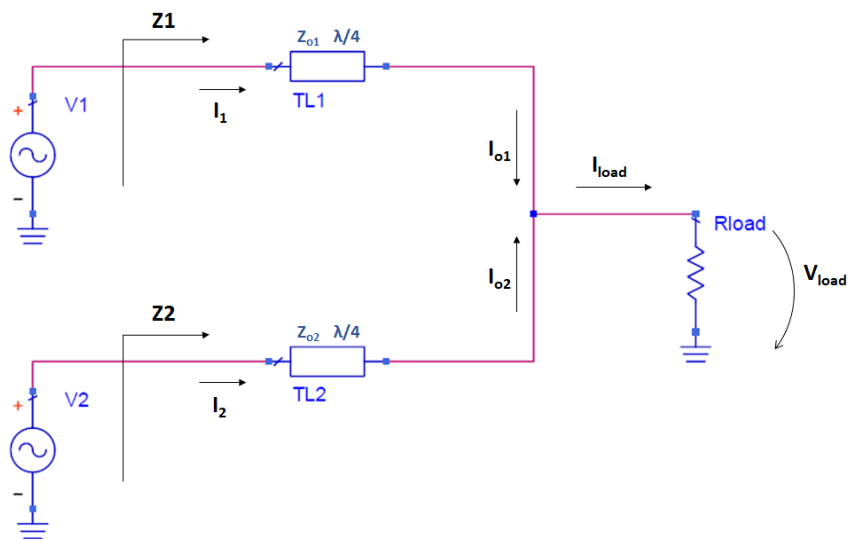 Z1
Zo1 λ/4
+
V1
I1
TL1
−
Io1
Iload
Rload
Io2
Vload
Z2
Zo2 λ/4
+
V2
I2
TL2
−